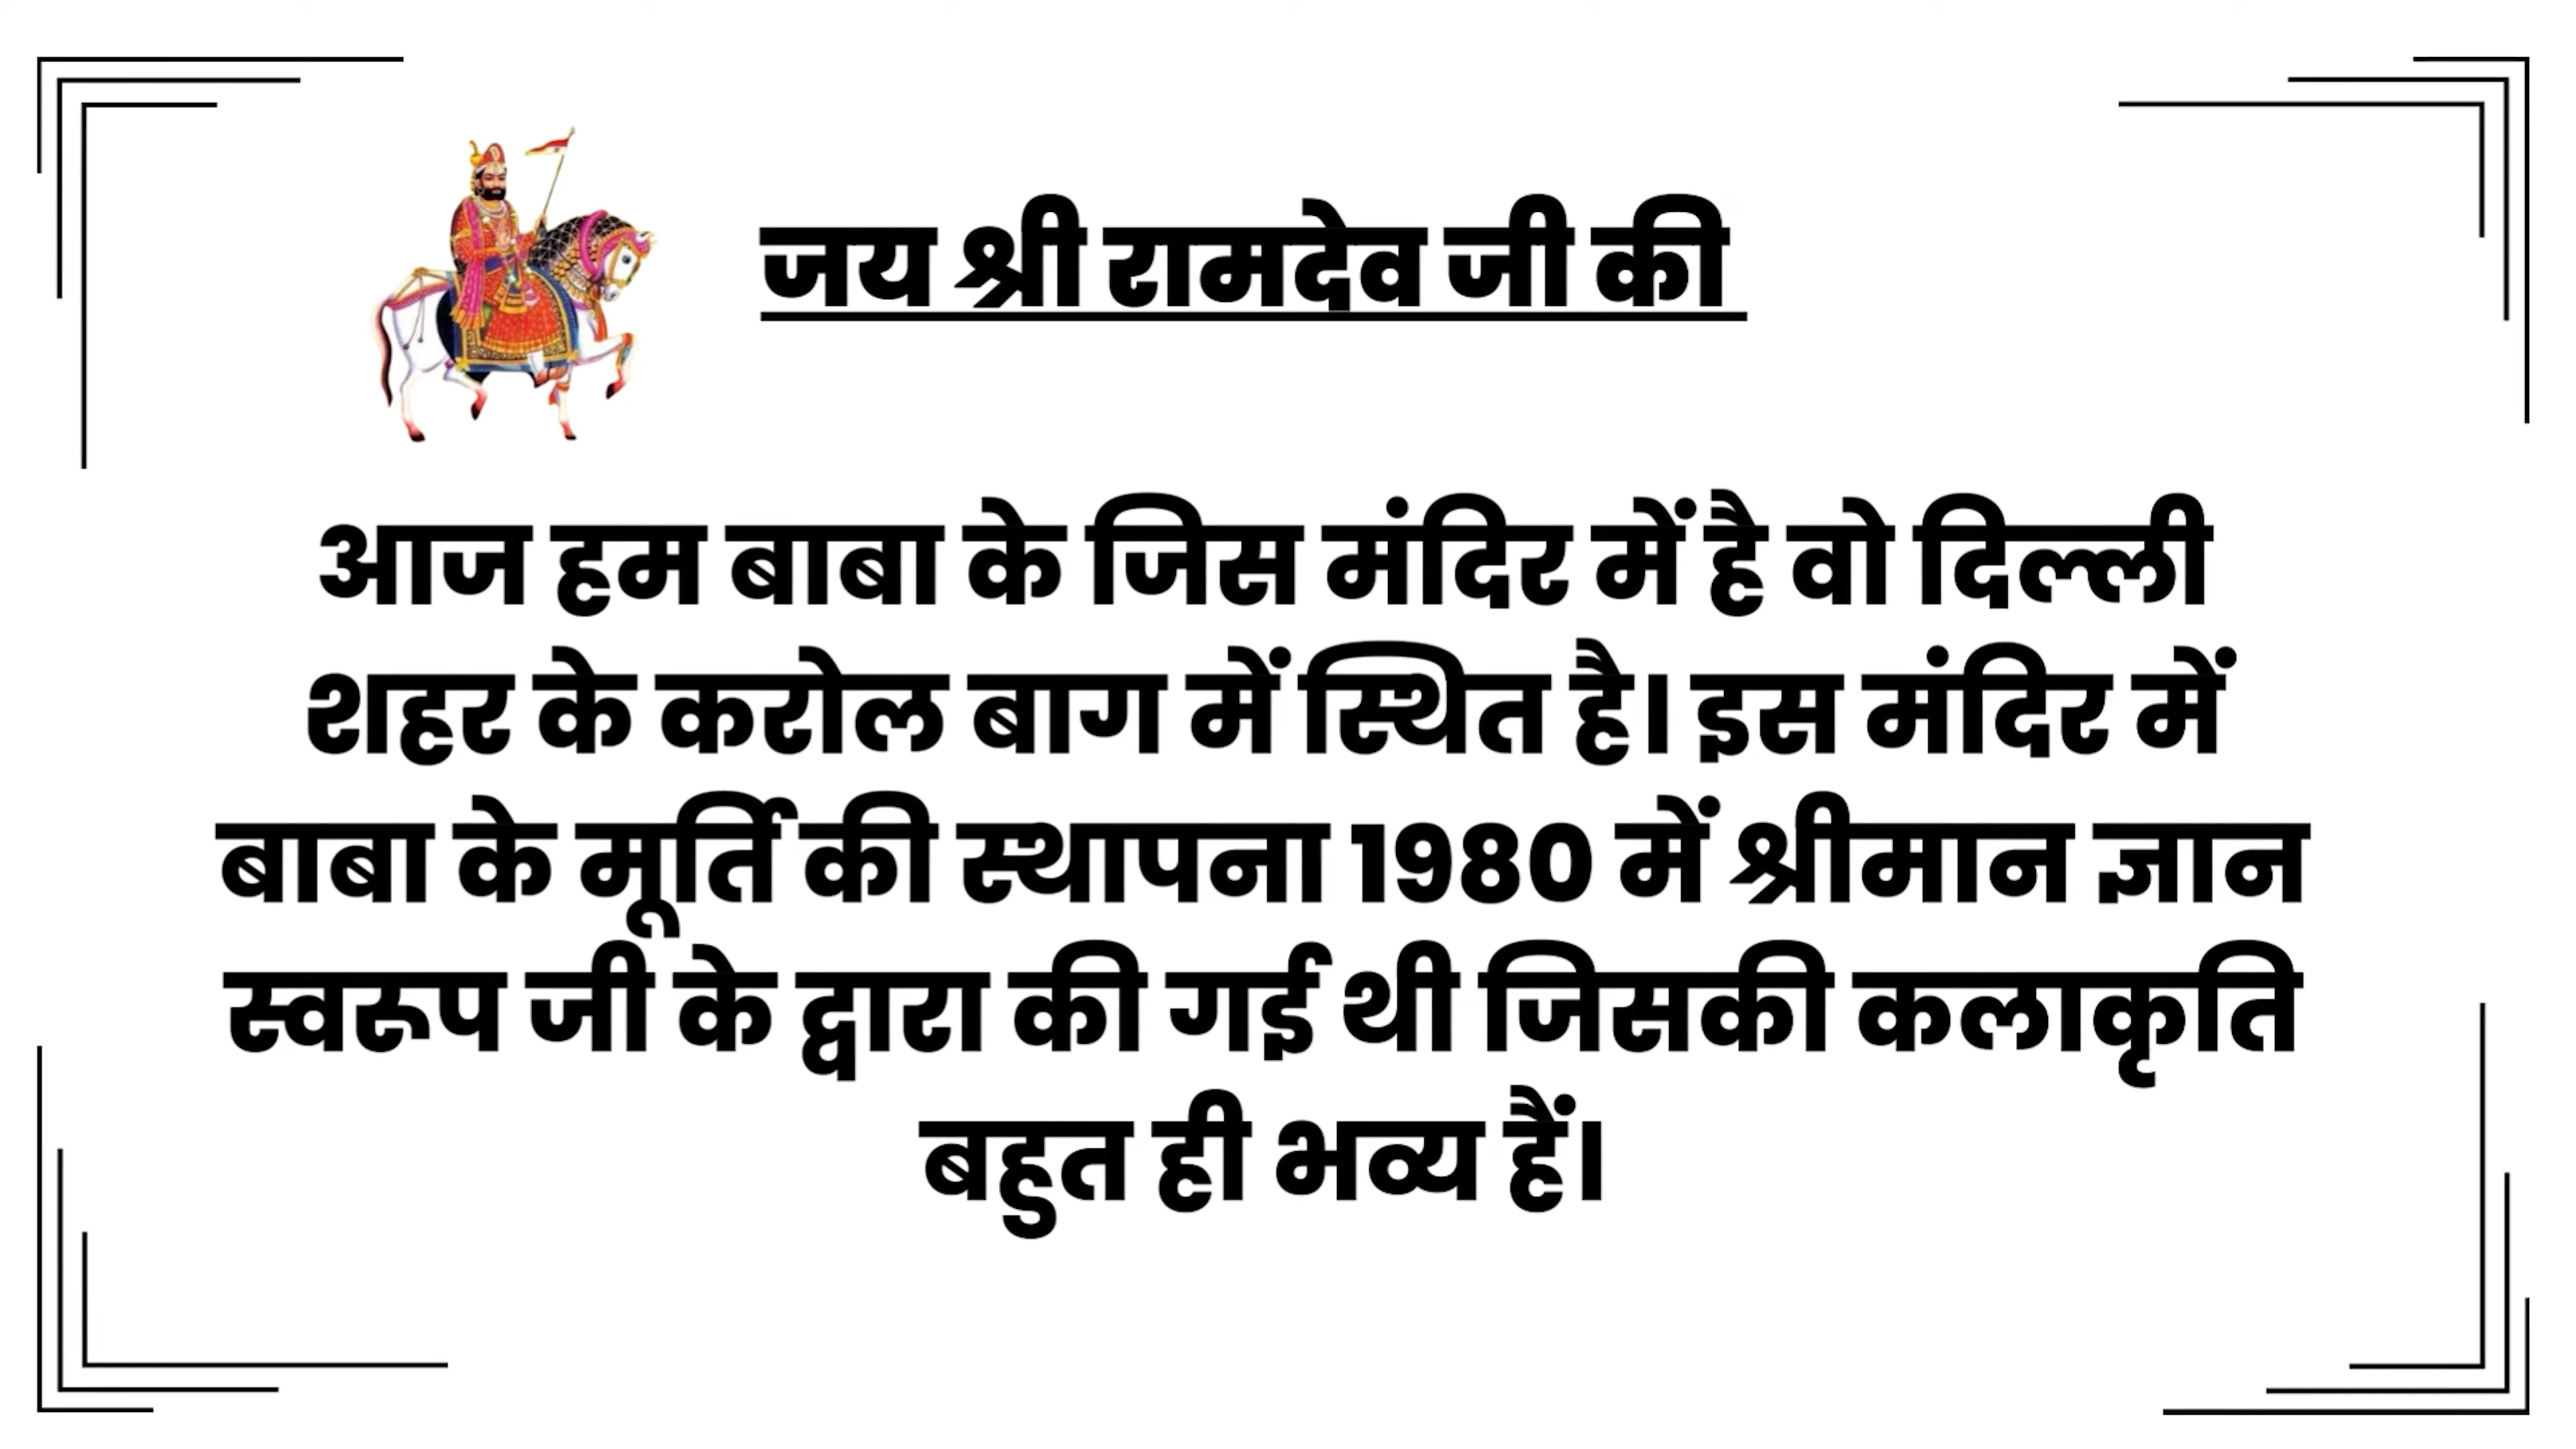 जय श्री रामदेव जी की
आज हम बाबा के जिस मंदिर में है वो दिल्ली
शहर के करोल बाग में स्थित है। इस मंदिर में
बाबा के मूर्ति की स्थापना 1980 में श्रीमान ज्ञान
स्वरूप जी के द्वारा की गई थी जिसकी कलाकृति
बहुत ही भव्य हैं।